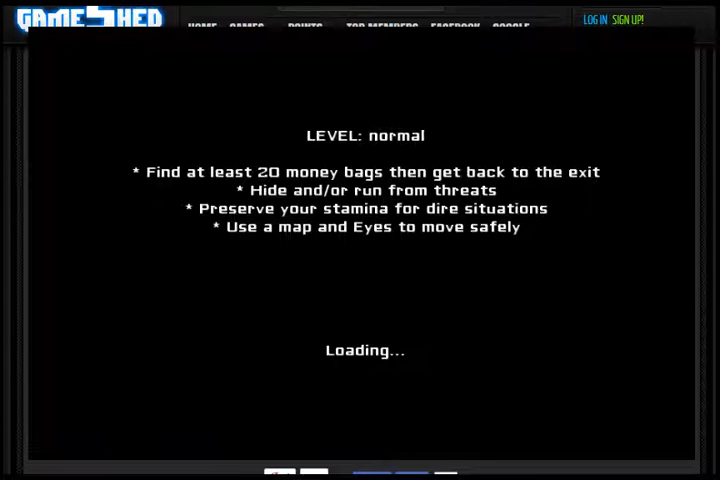 GAMESHED
HOME GAMES POINTS TOP MEMBERS FACEBOOK GOOGLE
LOG IN SIGN UP!
LEVEL: normal
* Find at least 20 money bags then get back to the exit
* Hide and/or run from threats
* Preserve your stamina for dire situations
* Use a map and Eyes to move safely
Loading...